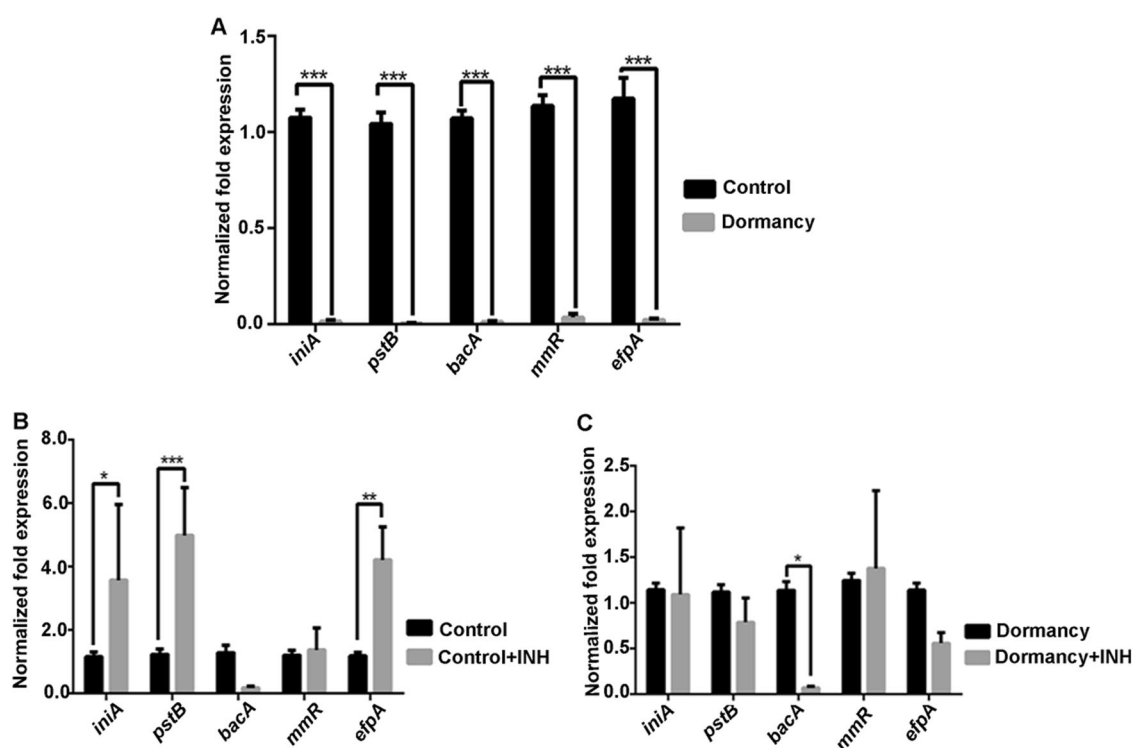 A
Normalized fold expression
1.5
1.0
0.5
0.0
***
***
***
***
***
iniA
pstB
bacA
mmR
efpA
Control
Dormancy
B
Normalized fold expression
8.0
6.0
4.0
2.0
0.0
*
***
**
iniA
pstB
bacA
mmR
efpA
Control
Control+INH
C
Normalized fold expression
2.5
2.0
1.5
1.0
0.5
0.0
*
iniA
pstB
bacA
mmR
efpA
Dormancy
Dormancy+INH